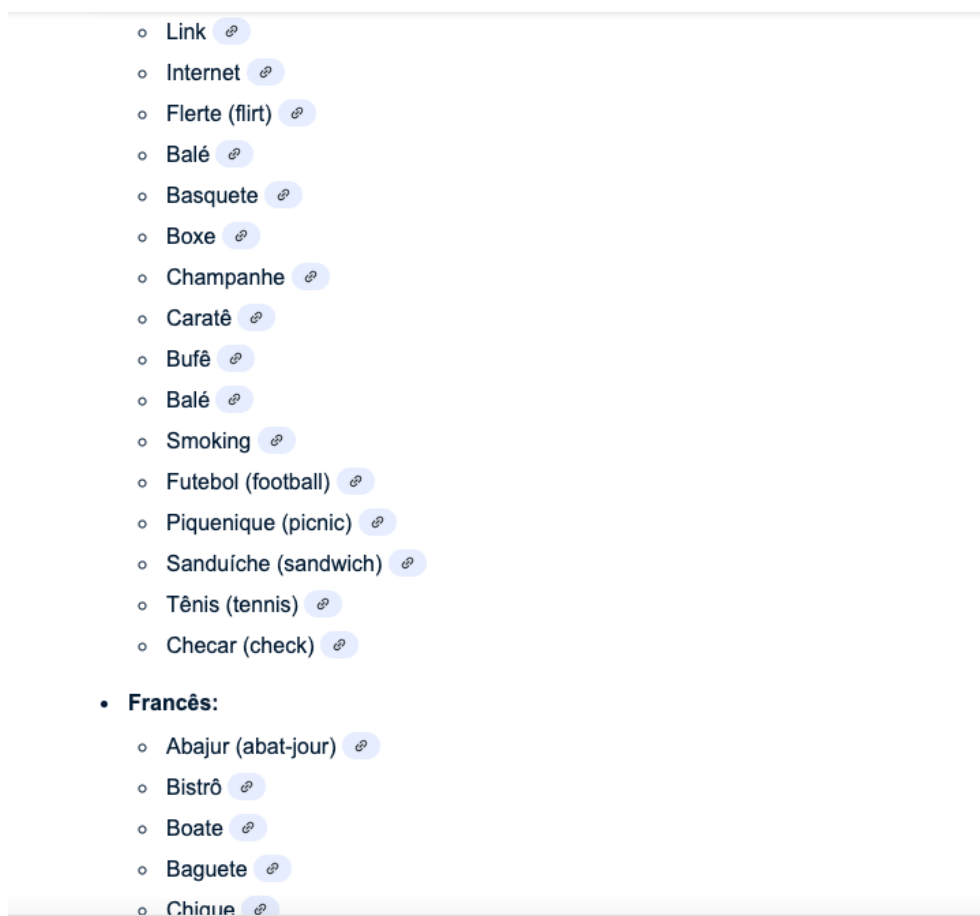 Link
Internet
Flerte (flirt)
Balé
Basquete
Boxe
Champanhe
Caratê
Bufê
Balé
Smoking
Futebol (football)
Piquenique (picnic)
Sanduíche (sandwich)
Tênis (tennis)
Checar (check)
Francês:
Abajur (abat-jour)
Bistrô
Boate
Baguete
Chique